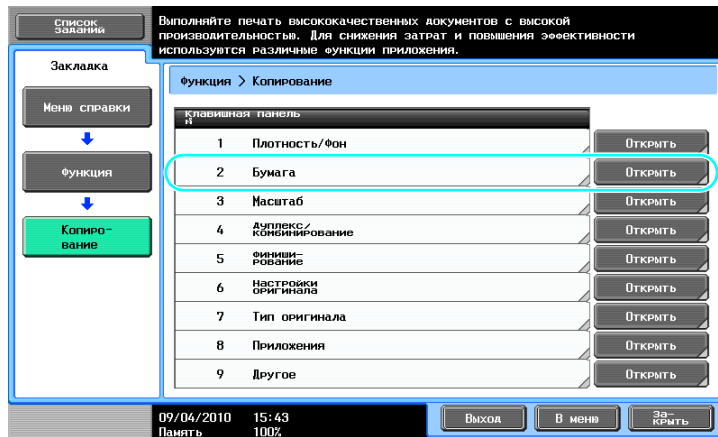 Список
заданий
Выполняйте печать высококачественных документов с высокой
производительностью. Для снижения затрат и повышения эффективности
используются различные функции приложения.
Закладка
Меню справки
Функция
Копиро-
вание
Функция > Копирование
Клавишная панель
N
1 Плотность/Фон Открыть
2 Бумага Открыть
3 Масштаб Открыть
4 Дуплекс/
Комбинирование Открыть
5 Финиши-
рование Открыть
6 Настройки
оригинала Открыть
7 Тип оригинала Открыть
8 Приложения Открыть
9 Другое Открыть
09/04/2010 15:43
Память 100%
Выход
В меню
За-
крыть